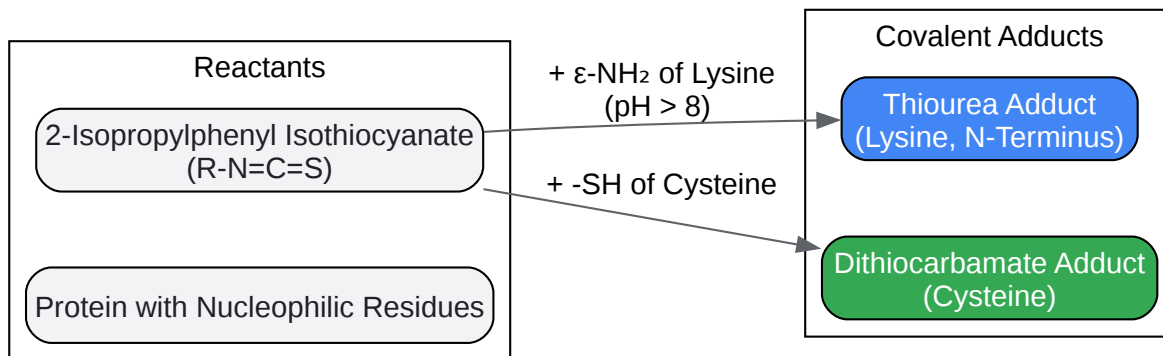 Reactants
2-Isopropylphenyl Isothiocyanate
(R-N=C=S)
Protein with Nucleophilic Residues
+ ε-NH₂ of Lysine
(pH > 8)
+ -SH of Cysteine
Covalent Adducts
Thiourea Adduct
(Lysine, N-Terminus)
Dithiocarbamate Adduct
(Cysteine)